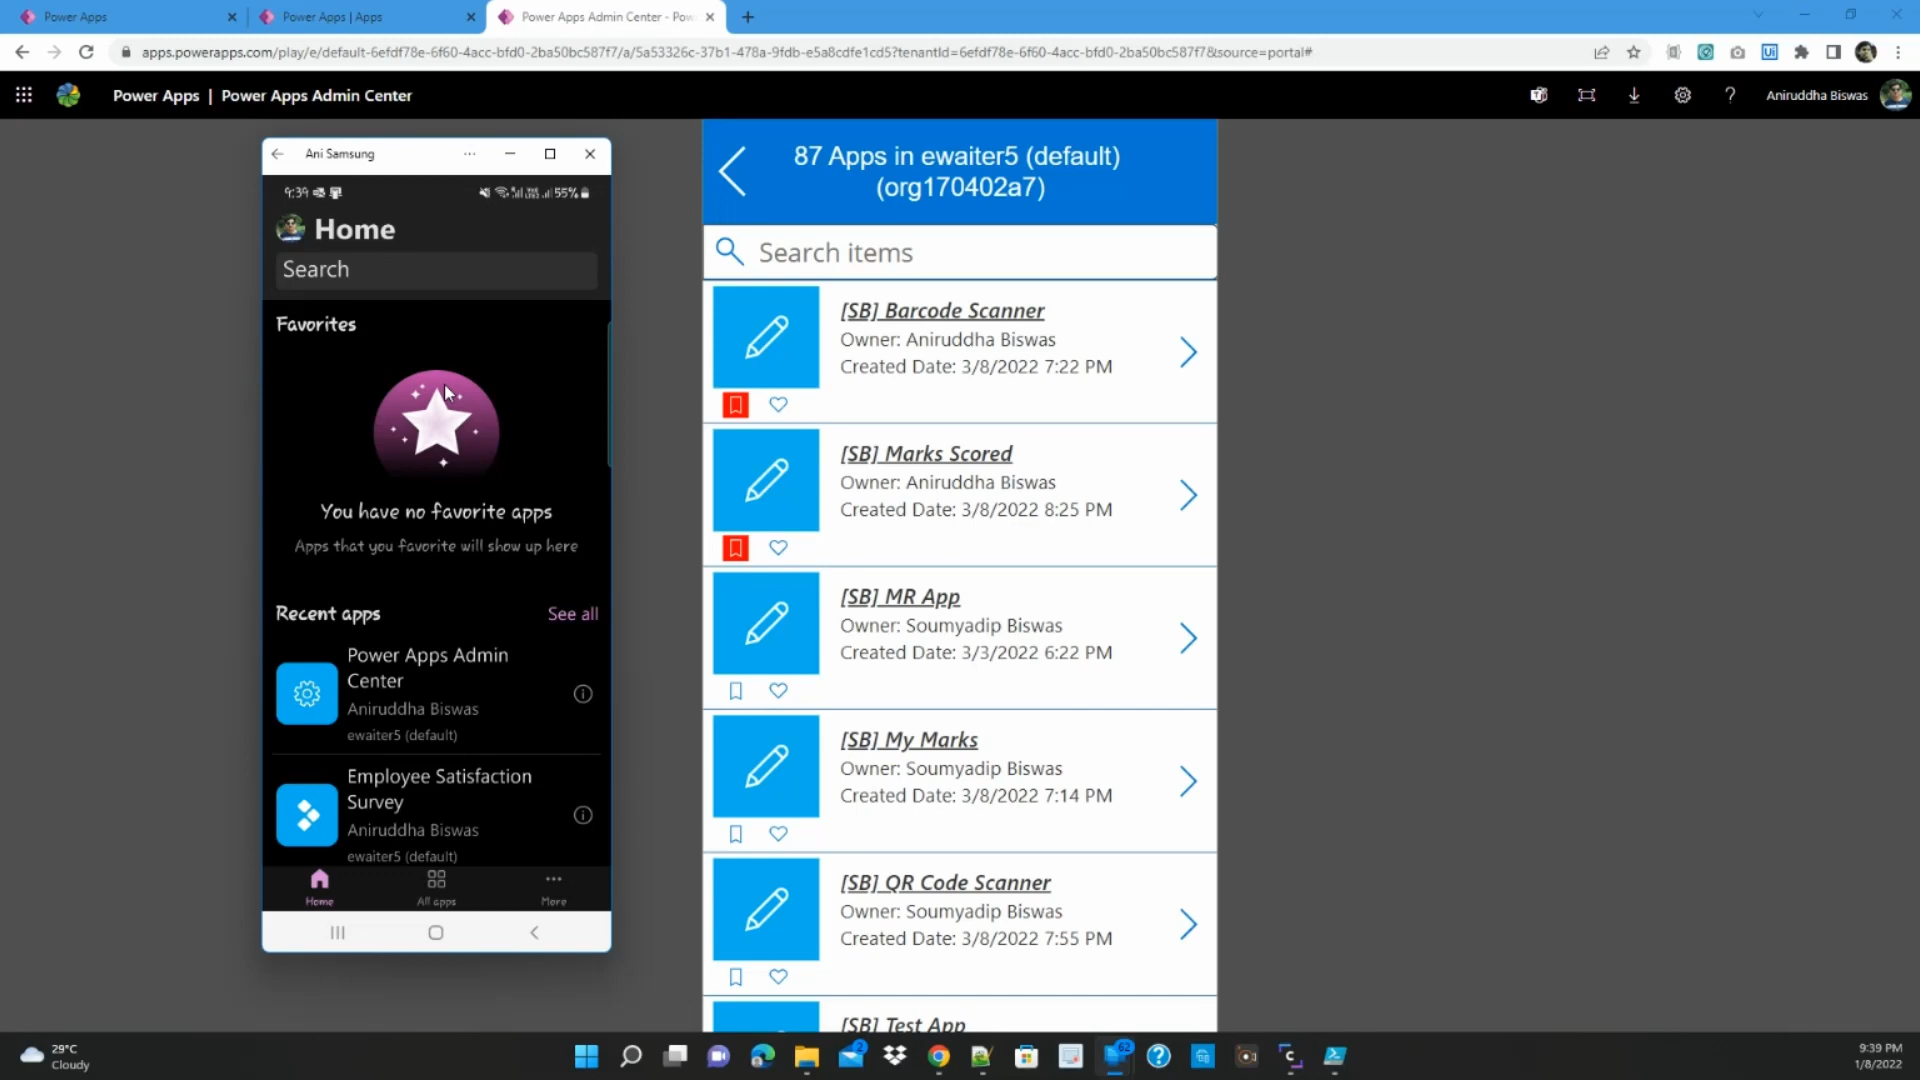 Power Apps
Power Apps | Apps
Power Apps Admin Center - Pow
apps.powerapps.com/play/e/default-6efdf78e-6f60-4acc-bfd0-2ba50bc587f7/a/5a53326c-37b1-478a-9fdb-e5a8cdfe1cd5?tenantId=6efdf78e-6f60-4acc-bfd0-2ba50bc587f7&source=portal#
Power Apps | Power Apps Admin Center
Aniruddha Biswas
Ani Samsung
9:39
55%
Home
Search
Favorites
You have no favorite apps
Apps that you favorite will show up here
Recent apps
See all
Power Apps Admin
Center
Aniruddha Biswas
ewaiter5 (default)
Employee Satisfaction
Survey
Aniruddha Biswas
ewaiter5 (default)
Home
All apps
More
87 Apps in ewaiter5 (default)
(org170402a7)
Search items
[SB] Barcode Scanner
Owner: Aniruddha Biswas
Created Date: 3/8/2022 7:22 PM
[SB] Marks Scored
Owner: Aniruddha Biswas
Created Date: 3/8/2022 8:25 PM
[SB] MR App
Owner: Soumyadip Biswas
Created Date: 3/3/2022 6:22 PM
[SB] My Marks
Owner: Soumyadip Biswas
Created Date: 3/8/2022 7:14 PM
[SB] QR Code Scanner
Owner: Soumyadip Biswas
Created Date: 3/8/2022 7:55 PM
[SB] Test App
29°C
Cloudy
2
62
9:39 PM
1/8/2022